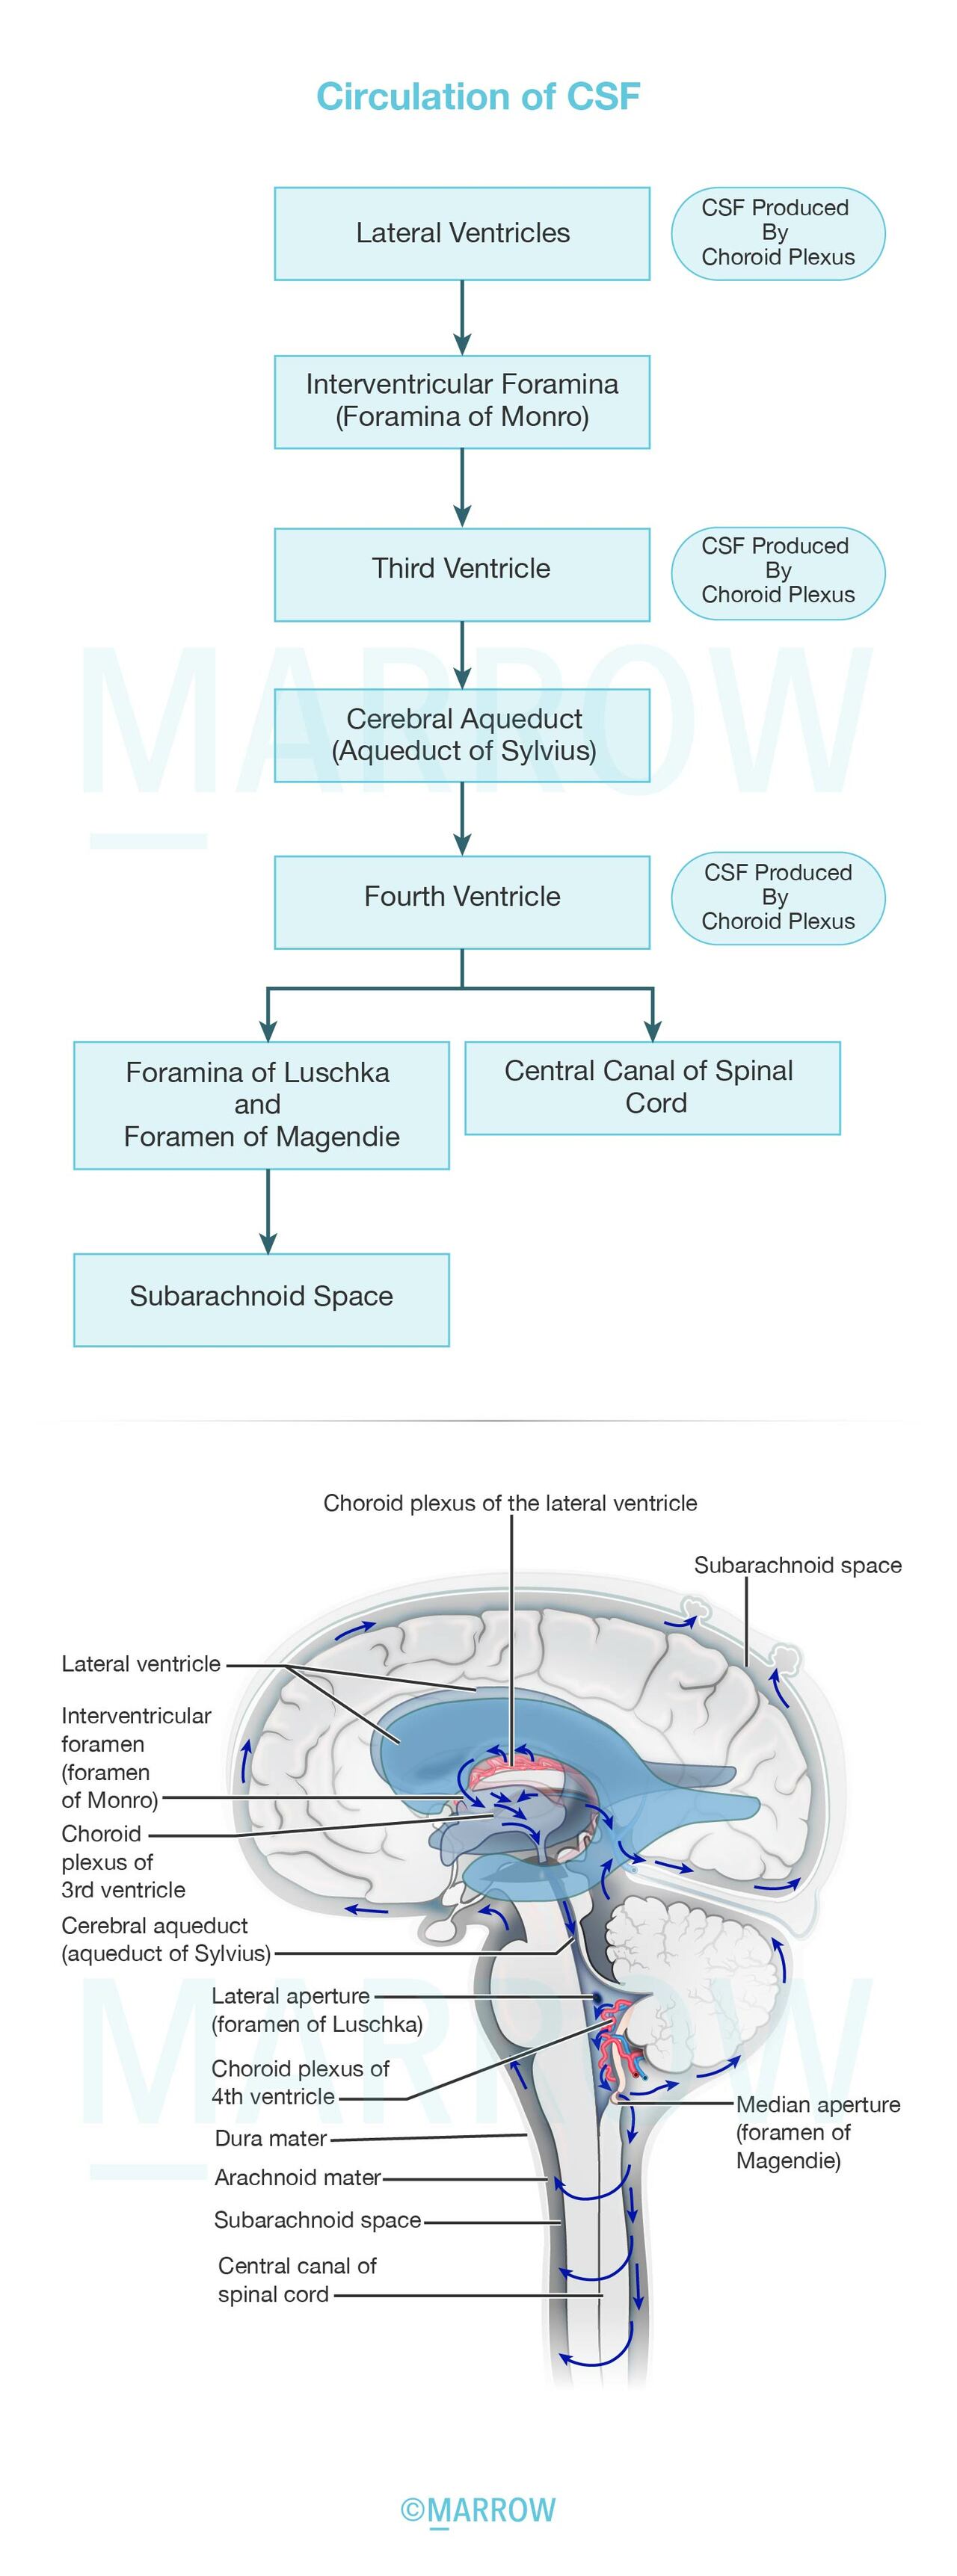 Circulation of CSF
Lateral Ventricles
CSF Produced
By
Choroid Plexus
Interventricular Foramina
(Foramina of Monro)
Third Ventricle
CSF Produced
By
Choroid Plexus
MARROW
Cerebral Aqueduct
(Aqueduct of Sylvius)
Fourth Ventricle
CSF Produced
By
Choroid Plexus
Foramina of Luschka
and
Foramen of Magendie
Central Canal of Spinal
Cord
Subarachnoid Space
Choroid plexus of the lateral ventricle
Subarachnoid space
Lateral ventricle
Interventricular
foramen
(foramen
of Monro)
Choroid
plexus of
3rd ventricle
Cerebral aqueduct
(aqueduct of Sylvius)
MARROW
Lateral aperture
(foramen of Luschka)
Choroid plexus of
4th ventricle
Median aperture
(foramen of
Magendie)
Dura mater
Arachnoid mater
Subarachnoid space
Central canal of
spinal cord
©MARROW